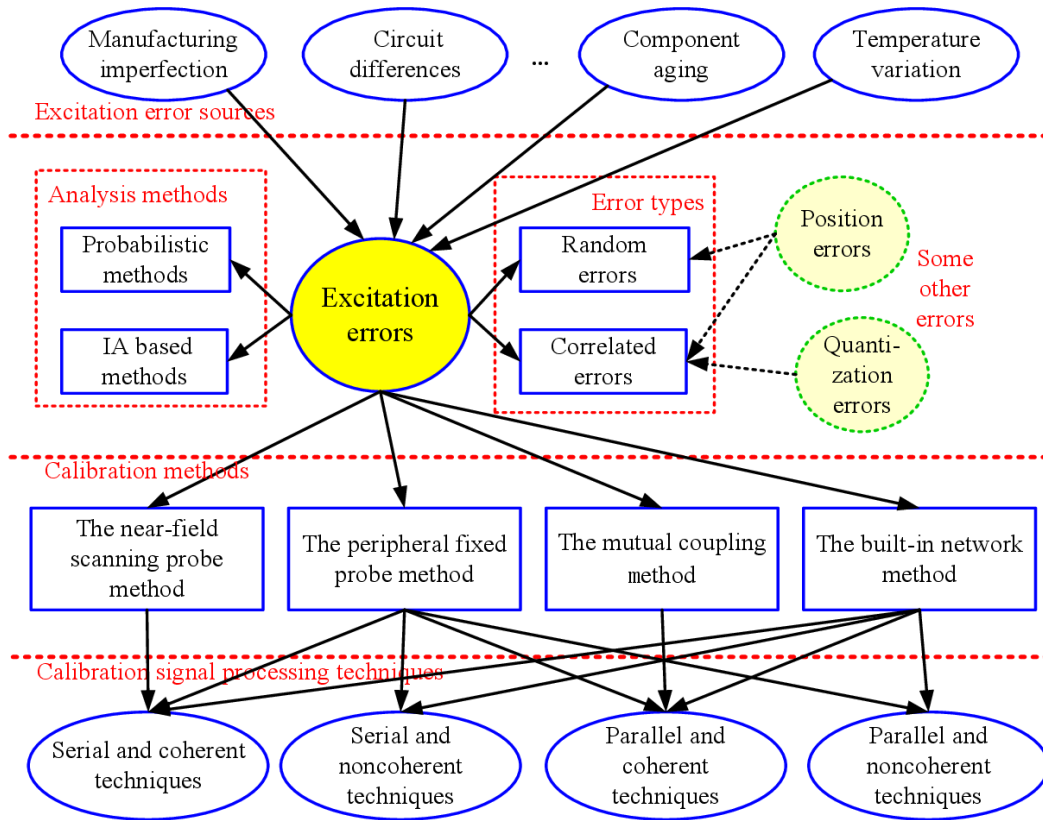 Manufacturing
imperfection
Circuit
differences
...
Component
aging
Temperature
variation
Excitation error sources
Analysis methods
Probabilistic
methods
IA based
methods
Excitation
errors
Error types
Random
errors
Correlated
errors
Position
errors
Some
other
errors
Quanti-
zation
errors
Calibration methods
The near-field
scanning probe
method
The peripheral fixed
probe method
The mutual coupling
method
The built-in network
method
Calibration signal processing techniques
Serial and coherent
techniques
Serial and
noncoherent
techniques
Parallel and
coherent
techniques
Parallel and
noncoherent
techniques